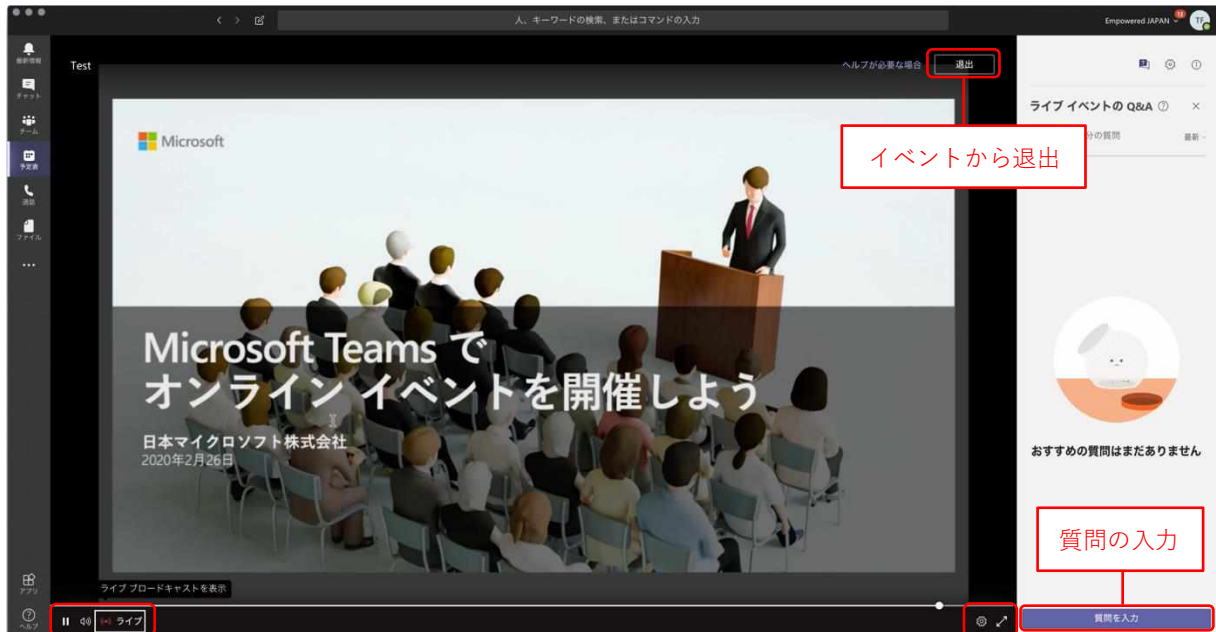 人、キーワードの検索、またはコマンドの入力
Empowered JAPAN
TF
最新情報
チャット
チーム
予定表
通話
ファイル
アプリ
ヘルプ
Test
ヘルプが必要な場合
退出
イベントから退出
Microsoft
Microsoft Teams で
オンライン イベントを開催しよう
日本マイクロソフト株式会社
2020年2月26日
ライブ ブロードキャストを表示
ライブ
ライブ イベントの Q&A
分の質問
最新
おすすめの質問はまだありません
質問の入力
質問を入力